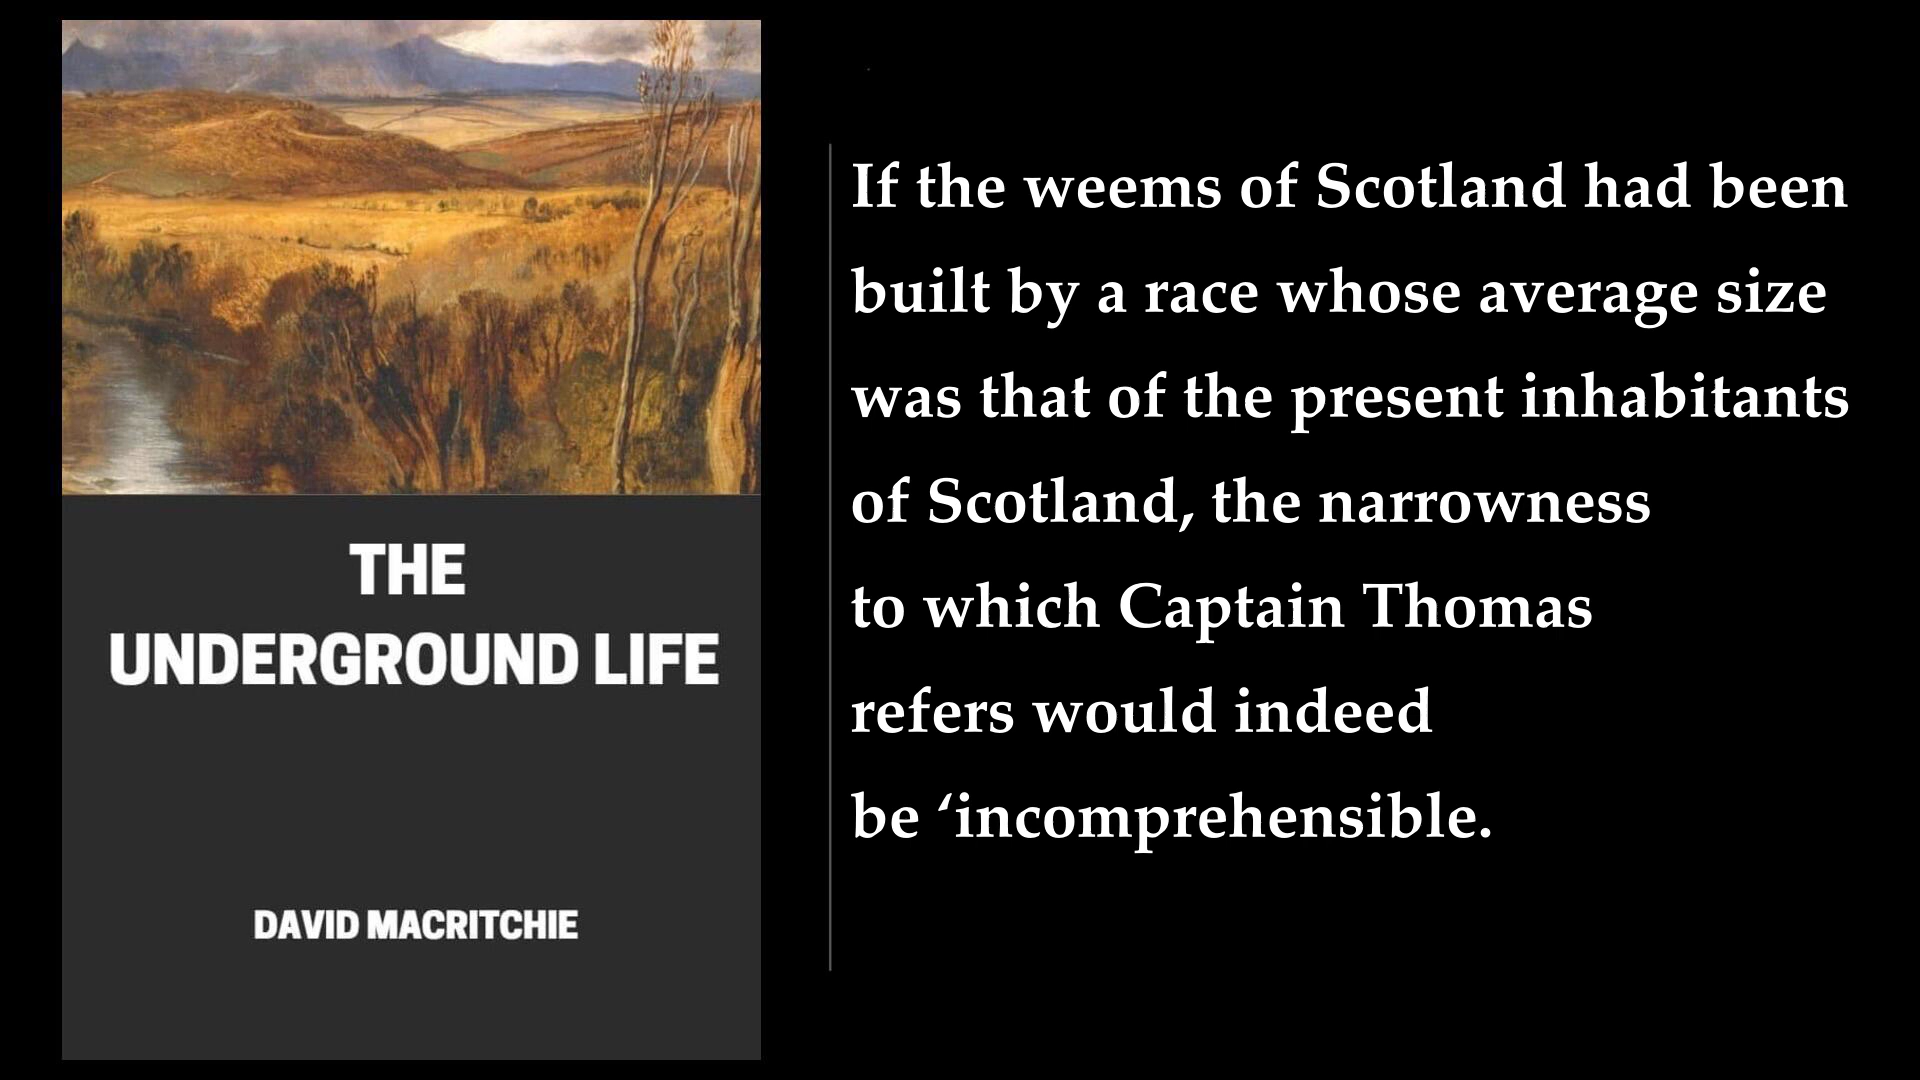 THE
UNDERGROUND LIFE
DAVID MACRITCHIE
If the weems of Scotland had been
built by a race whose average size
was that of the present inhabitants
of Scotland, the narrowness
to which Captain Thomas
refers would indeed
be ‘incomprehensible.